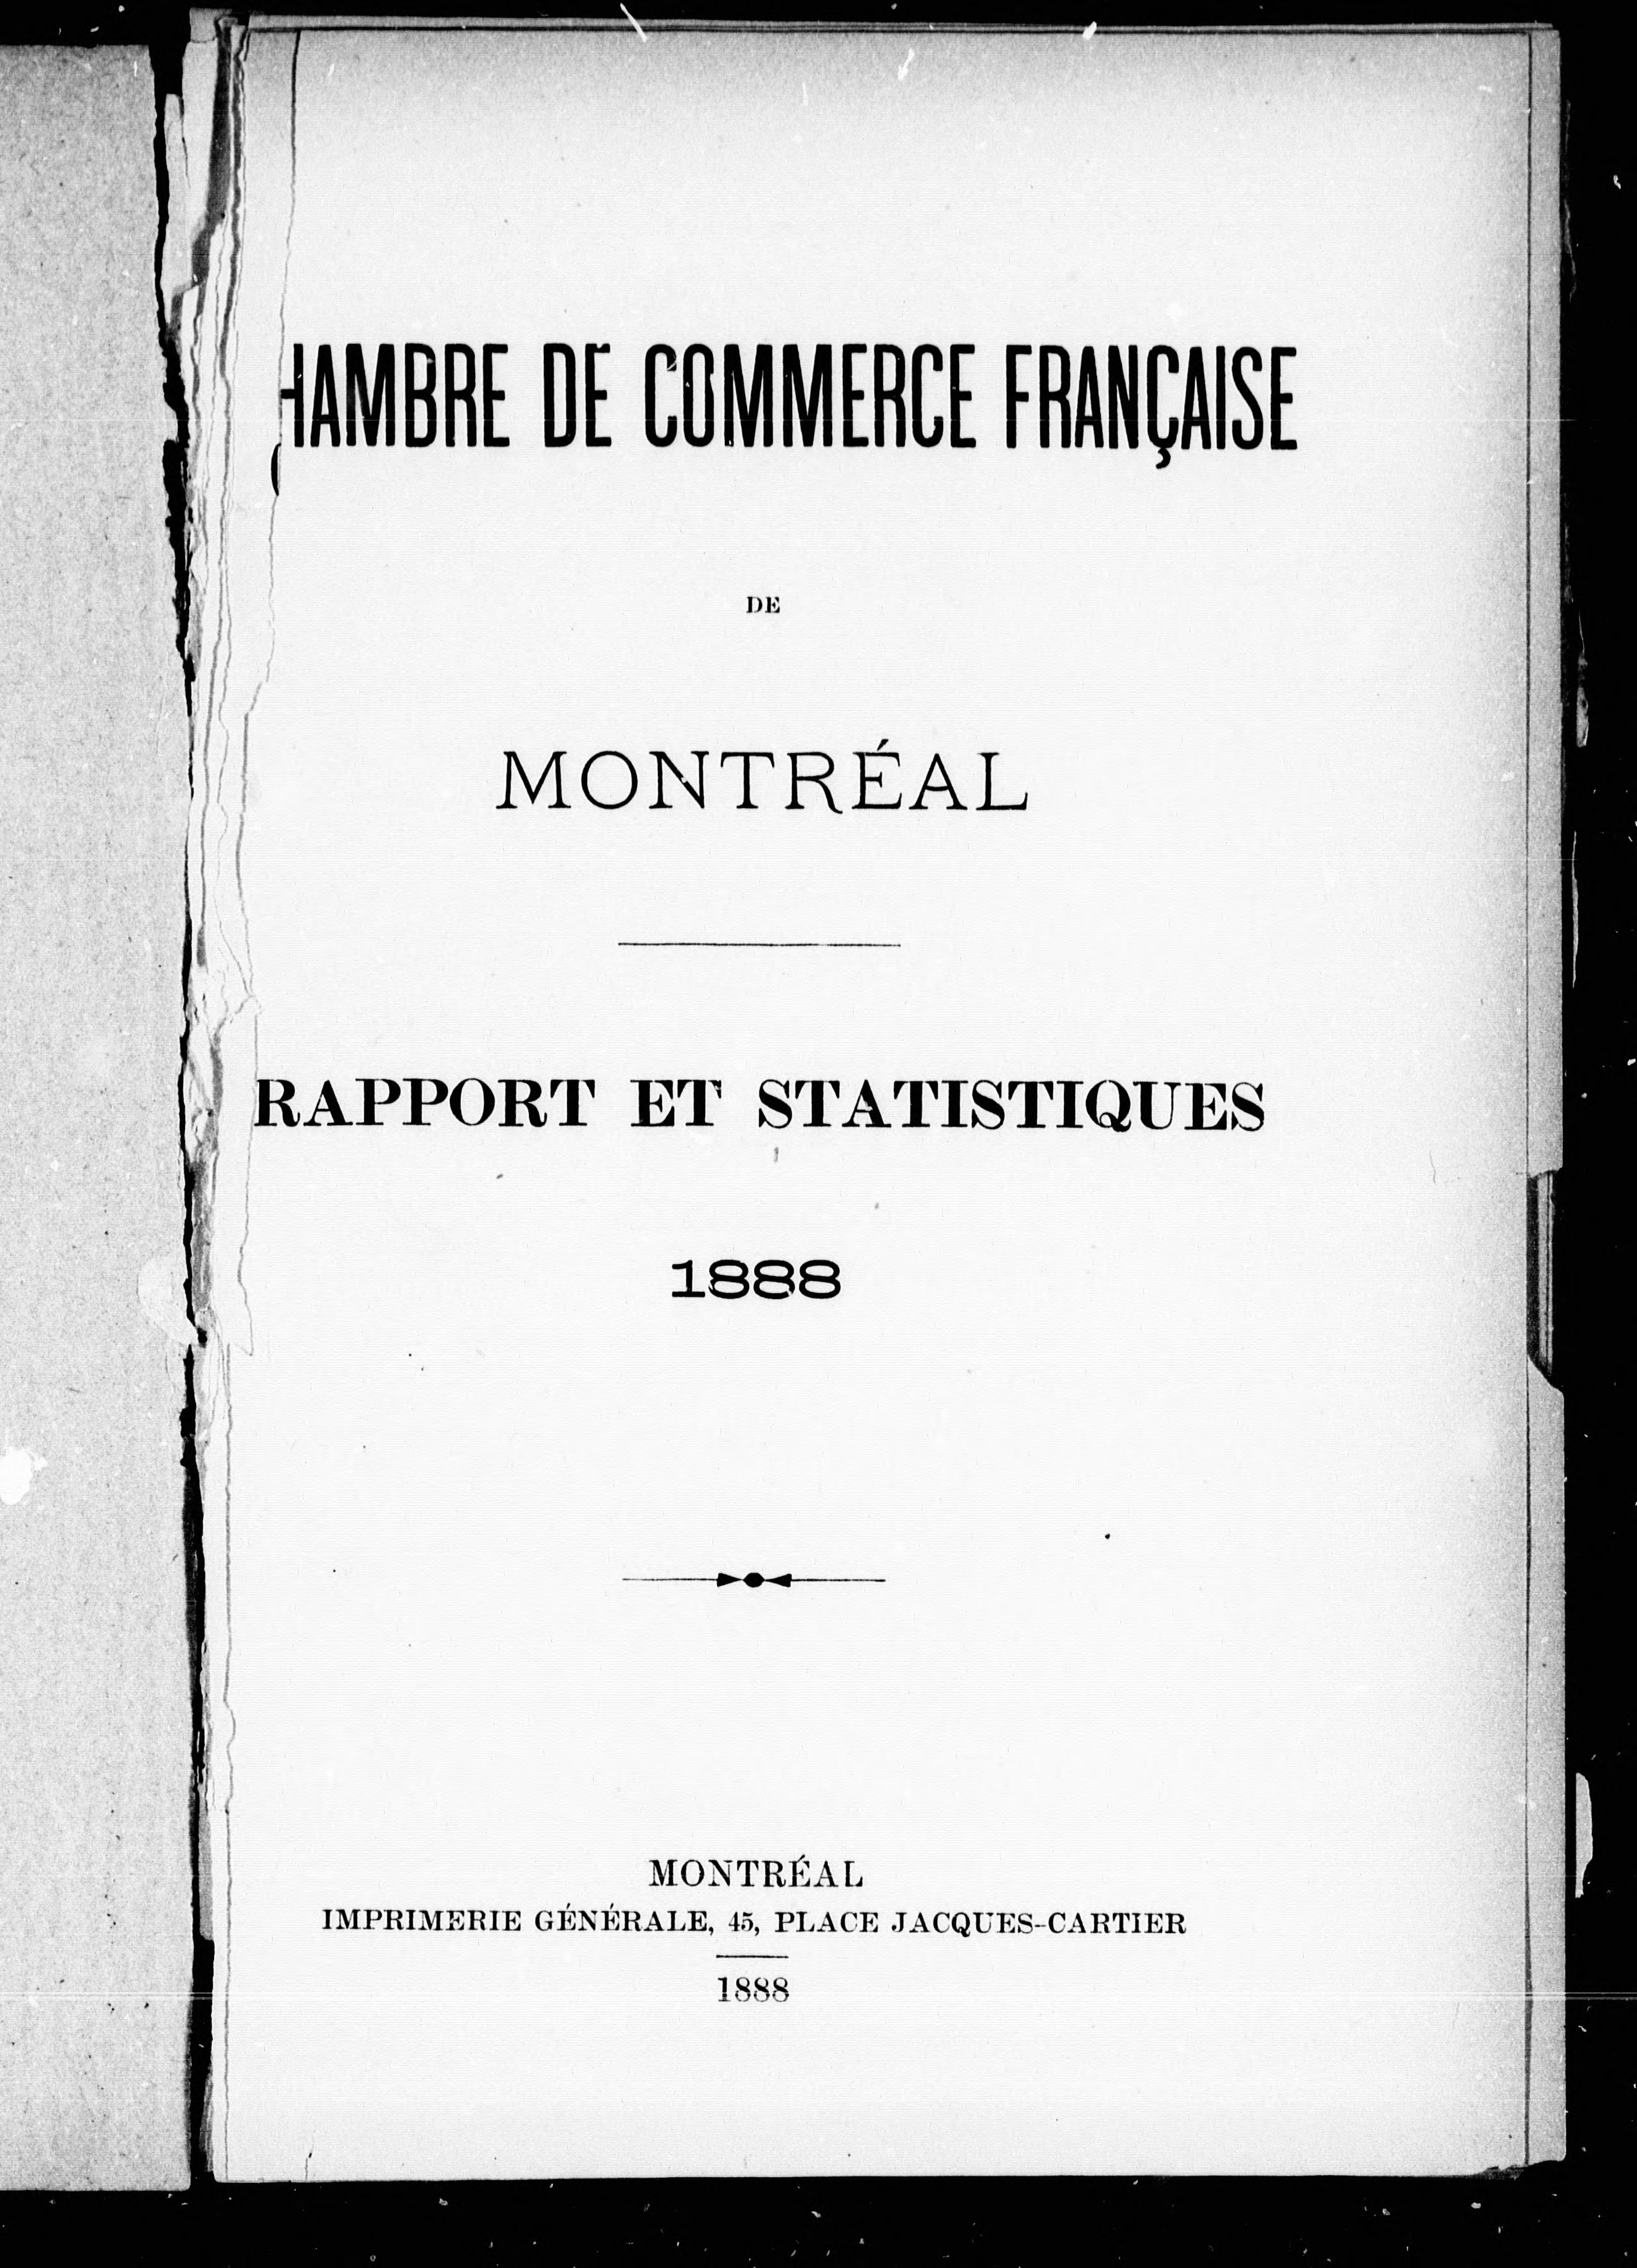 HAMBRE DE COMMERCE FRANÇAISE
DE
MONTRÉAL
RAPPORT ET STATISTIQUES
1888
MONTRÉAL
IMPRIMERIE GÉNÉRALE, 45, PLACE JACQUES-CARTIER
1888